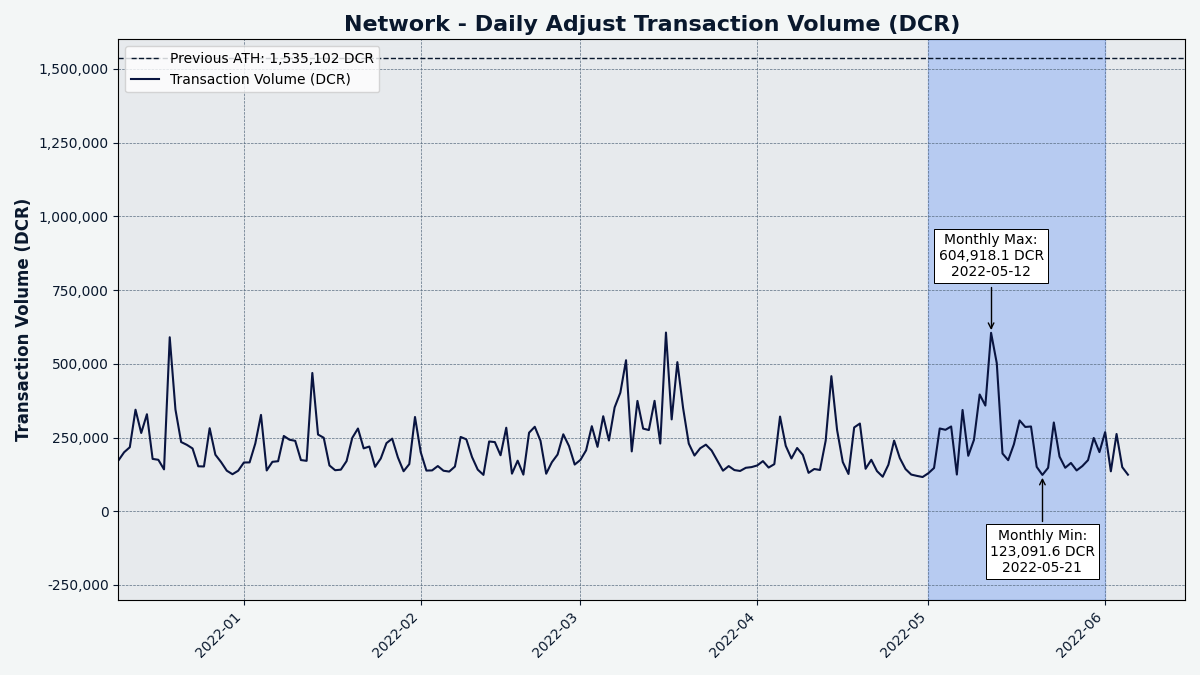 Network - Daily Adjust Transaction Volume (DCR)
Previous ATH: 1,535,102 DCR
Transaction Volume (DCR)
Transaction Volume (DCR)
1,500,000
1,250,000
1,000,000
750,000
500,000
250,000
0
-250,000
Monthly Max:
604,918.1 DCR
2022-05-12
Monthly Min:
123,091.6 DCR
2022-05-21
2022-01
2022-02
2022-03
2022-04
2022-05
2022-06